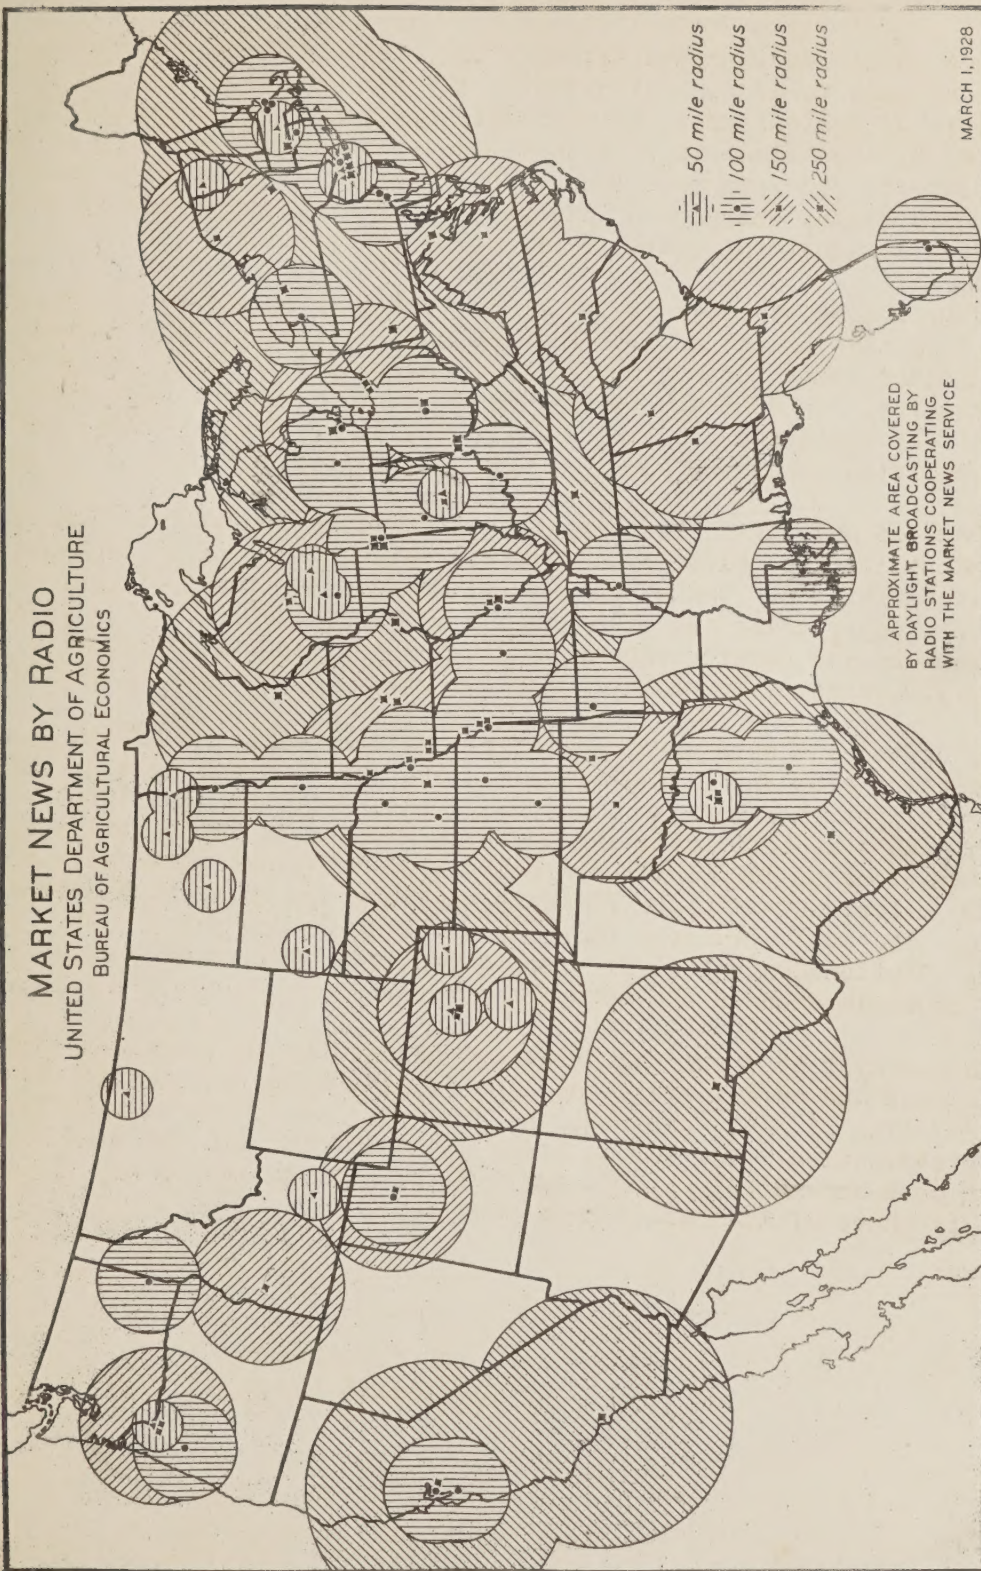 MARKET NEWS BY RADIO
UNITED STATES DEPARTMENT OF AGRICULTURE
BUREAU OF AGRICULTURAL ECONOMICS
50 mile radius
100 mile radius
150 mile radius
250 mile radius
APPROXIMATE AREA COVERED
BY DAYLIGHT BROADCASTING BY
RADIO STATIONS COOPERATING
WITH THE MARKET NEWS SERVICE
MARCH 1, 1928